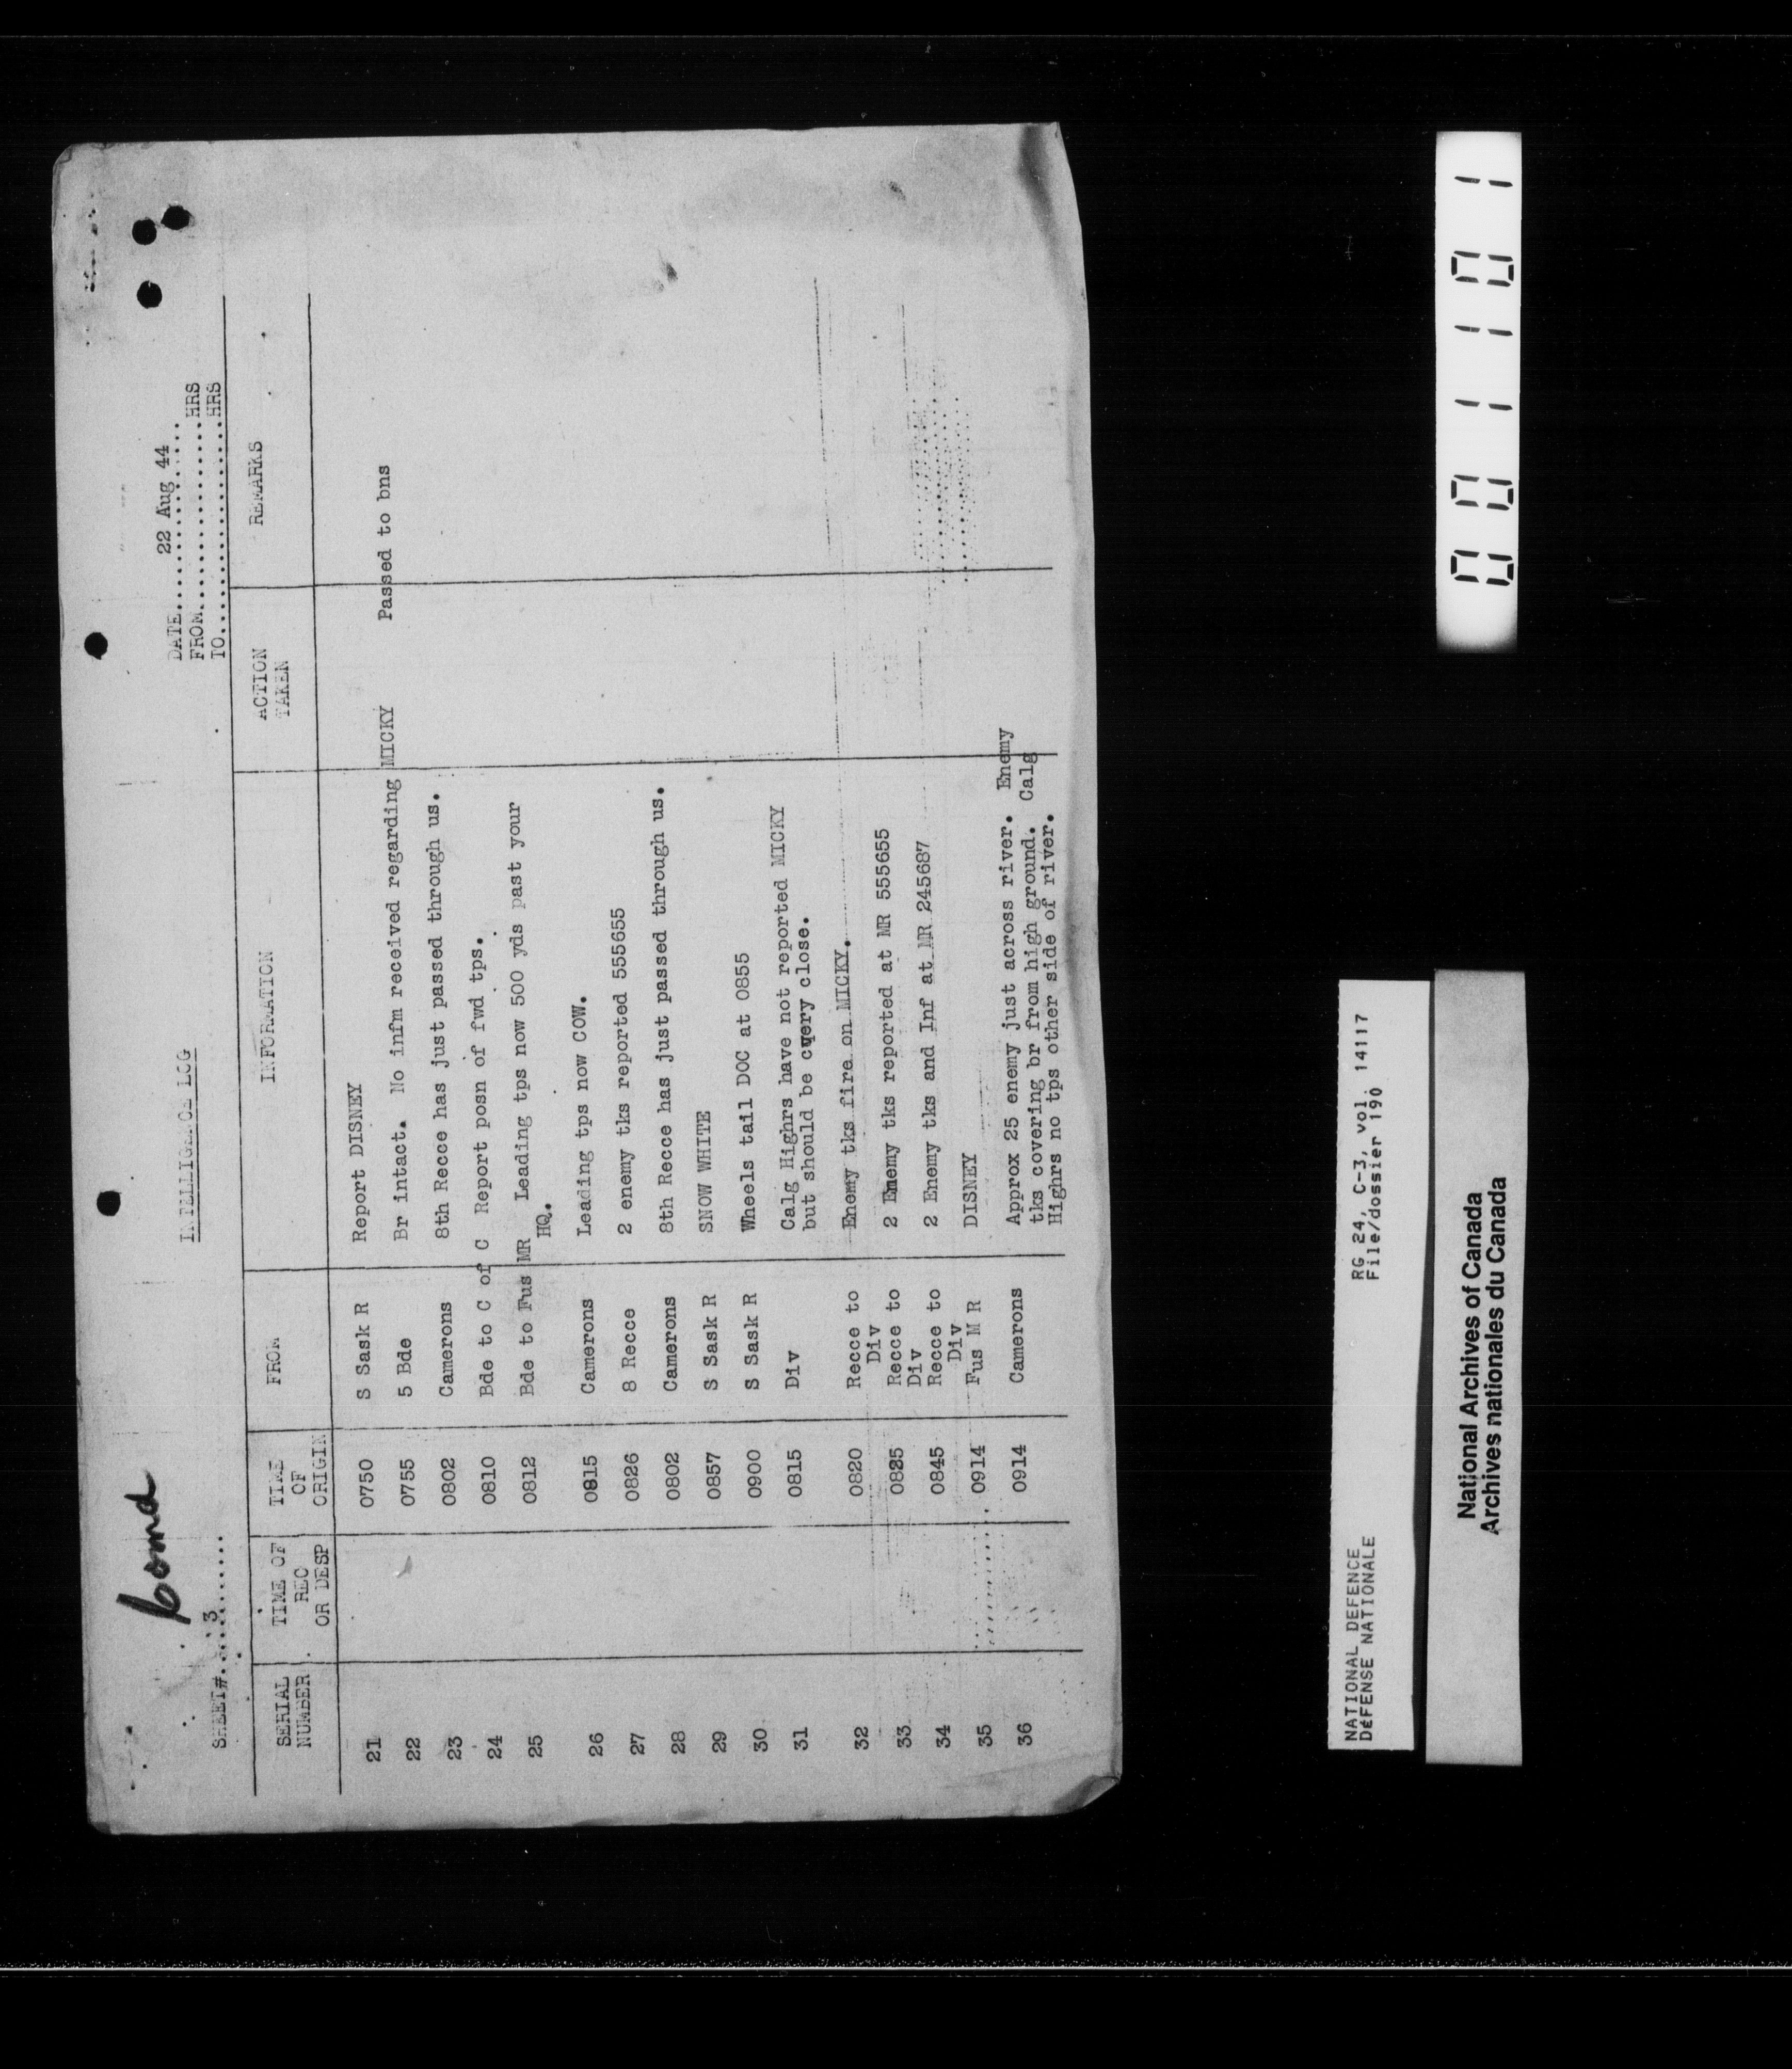 6 Bde
SHEET#.....3.........
INTELLIGENCE LOG
DATE........22 Aug 44...
FROM...................HRS
TO.....................HRS
SERIAL NUMBER | TIME OF REC OR DESP | TIME OF ORIGIN | FROM | INFORMATION | ACTION TAKEN | REMARKS
21 0750 S Sask R Report DISNEY
22 0755 5 Bde Br intact. No infm received regarding MICKY Passed to bns
23 0802 Camerons 8th Recce has just passed through us.
24 0810 Bde to C of C Report posn of fwd tps.
25 0812 Bde to Fus MR Leading tps now 500 yds past your
HQ.
26 0815 Camerons Leading tps now COW.
27 0826 8 Recce 2 enemy tks reported 555655
28 0802 Camerons 8th Recce has just passed through us.
29 0857 S Sask R SNOW WHITE
30 0900 S Sask R Wheels tail DOC at 0855
31 0815 Div Calg Highrs have not reported MICKY
but should be very close.
32 0820 Recce to Enemy tks fire on MICKY.
Div
33 0825 Recce to 2 Enemy tks reported at MR 555655
Div
34 0845 Recce to 2 Enemy tks and Inf at MR 245687
Div
35 0914 Fus M R DISNEY
36 0914 Camerons Approx 25 enemy just across river. Enemy
tks covering br from high ground. Calg
Highrs no tps other side of river.
NATIONAL DEFENCE
DÉFENSE NATIONALE
RG 24, C-3, vol. 14117
File/dossier 190
National Archives of Canada
Archives nationales du Canada
0011101